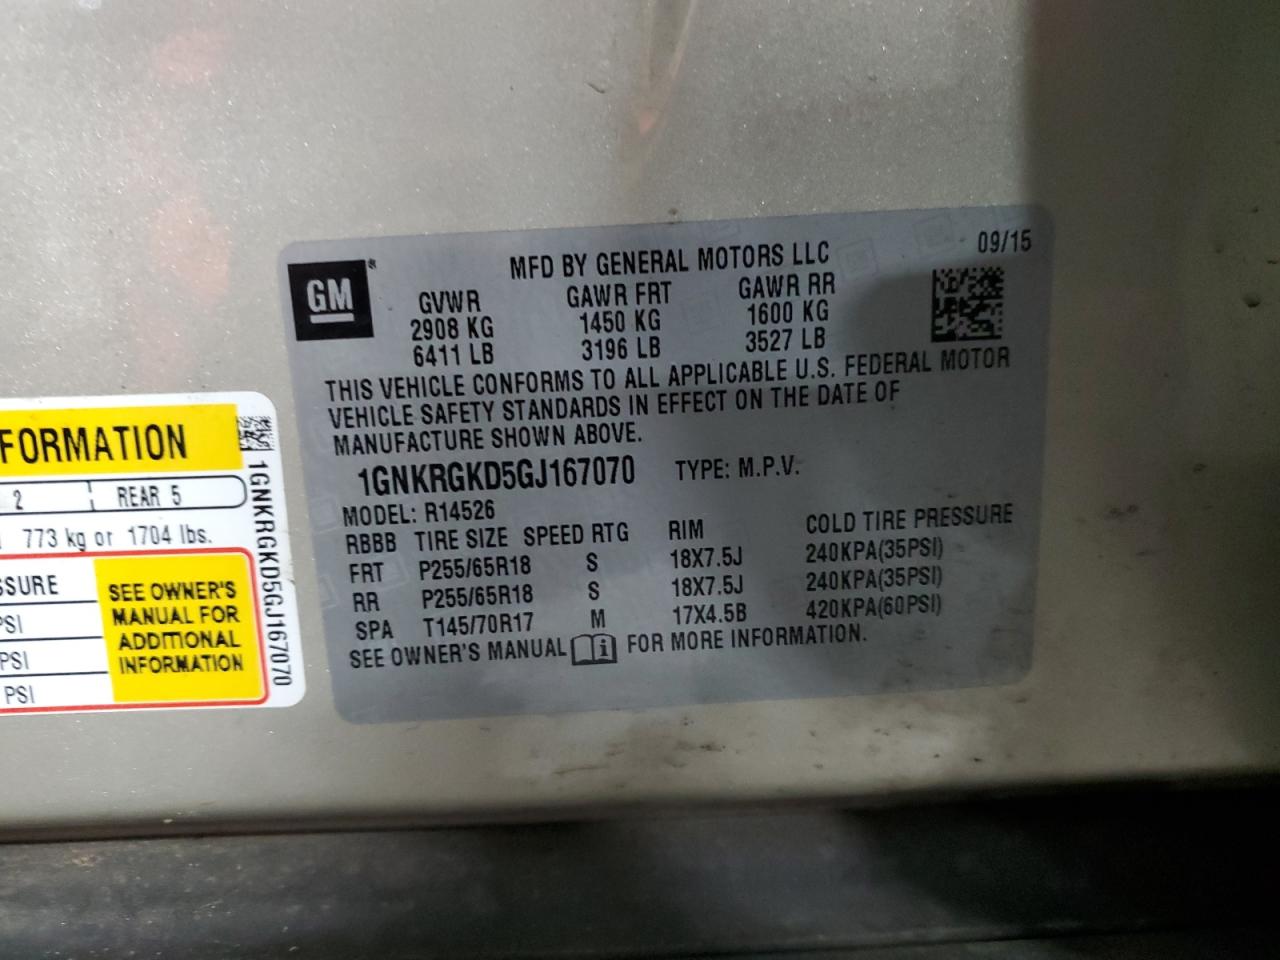 GM®
MFD BY GENERAL MOTORS LLC
09/15
GVWR GAWR FRT GAWR RR
2908 KG 1450 KG 1600 KG
6411 LB 3196 LB 3527 LB
THIS VEHICLE CONFORMS TO ALL APPLICABLE U.S. FEDERAL MOTOR
VEHICLE SAFETY STANDARDS IN EFFECT ON THE DATE OF
MANUFACTURE SHOWN ABOVE.
1GNKRGKD5GJ167070 TYPE: M.P.V.
MODEL: R14526
RBBB TIRE SIZE SPEED RTG RIM COLD TIRE PRESSURE
FRT P255/65R18 S 18X7.5J 240KPA(35PSI)
RR P255/65R18 S 18X7.5J 240KPA(35PSI)
SPA T145/70R17 M 17X4.5B 420KPA(60PSI)
SEE OWNER'S MANUAL FOR MORE INFORMATION.
FORMATION
2 REAR 5
773 kg or 1704 lbs.
SSURE
PSI
PSI
PSI
SEE OWNER'S
MANUAL FOR
ADDITIONAL
INFORMATION
1GNKRGKD5GJ167070